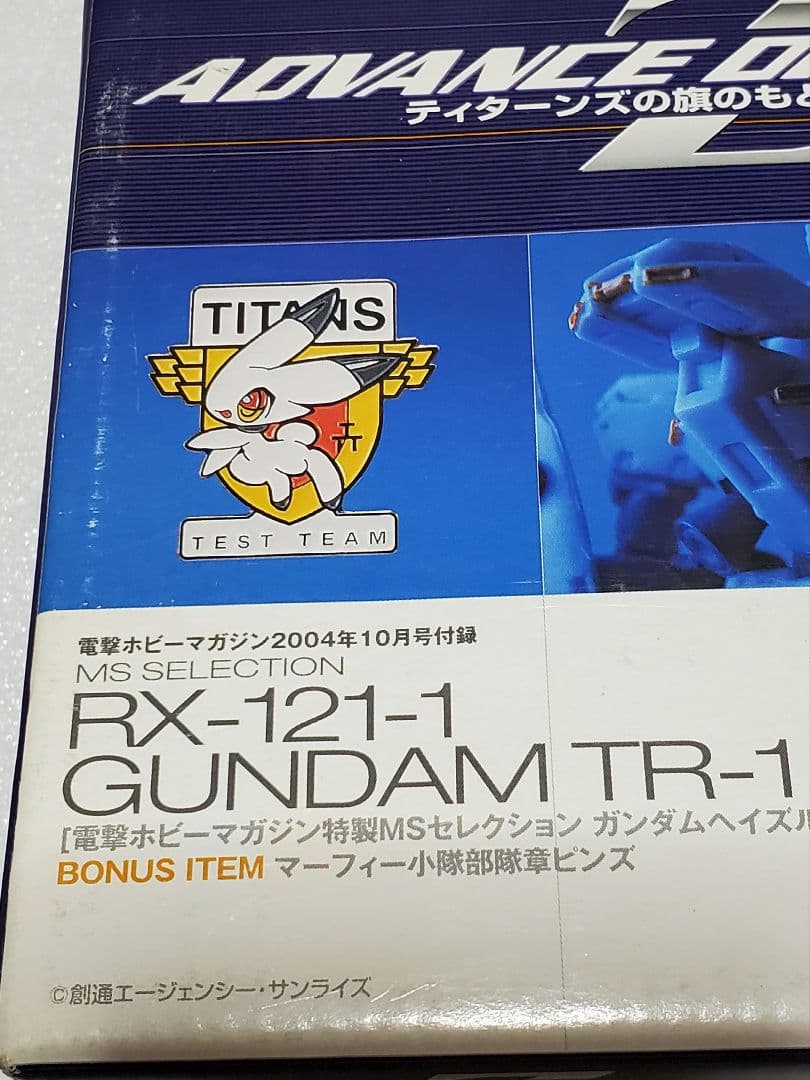 ADVANCE O
ティターンズの旗のもと
TITANS
TEST TEAM
電撃ホビーマガジン2004年10月号付録
MS SELECTION
RX-121-1
GUNDAM TR-1
[電撃ホビーマガジン特製MSセレクション ガンダムヘイズル
BONUS ITEM マーフィー小隊部隊章ピンズ
©創通エージェンシー・サンライズ